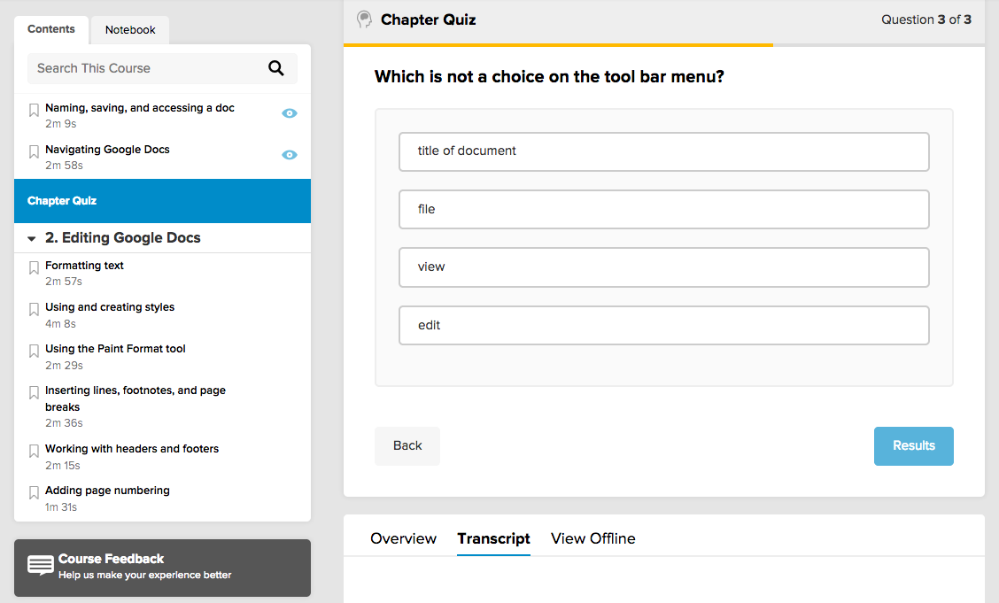 Contents
Notebook
Search This Course
Naming, saving, and accessing a doc
2m 9s
Navigating Google Docs
2m 58s
Chapter Quiz
2. Editing Google Docs
Formatting text
2m 57s
Using and creating styles
4m 8s
Using the Paint Format tool
2m 29s
Inserting lines, footnotes, and page
breaks
2m 36s
Working with headers and footers
2m 15s
Adding page numbering
1m 31s
Course Feedback
Help us make your experience better
Chapter Quiz
Question 3 of 3
Which is not a choice on the tool bar menu?
title of document
file
view
edit
Back
Results
Overview
Transcript
View Offline